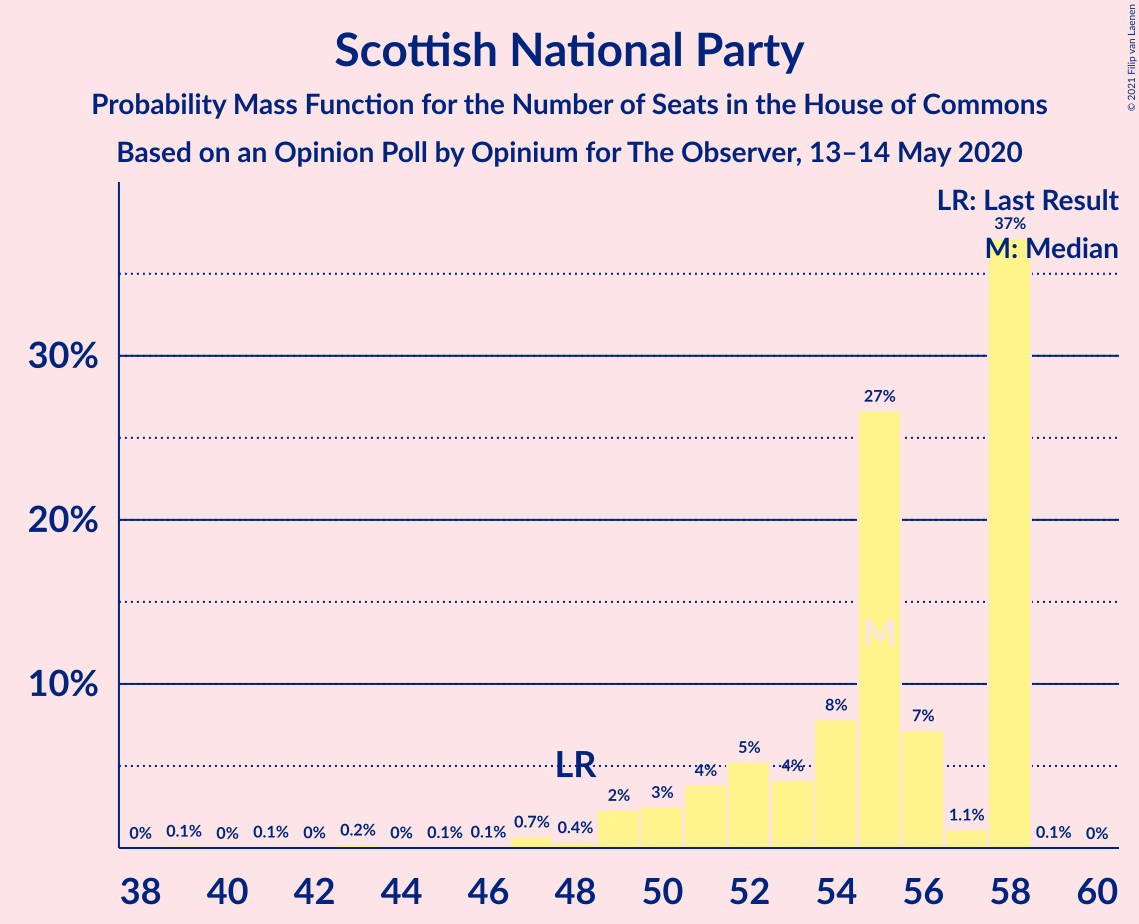 Scottish National Party
Probability Mass Function for the Number of Seats in the House of Commons
Based on an Opinion Poll by Opinium for The Observer, 13–14 May 2020
© 2021 Filip van Laenen
LR: Last Result
M: Median
30%
20%
10%
0% 0.1% 0% 0.1% 0% 0.2% 0% 0.1% 0.1% 0.7% 0.4% 2% 3% 4% 5% 4% 8% 27% 7% 1.1% 37% 0.1% 0%
LR
M
38 40 42 44 46 48 50 52 54 56 58 60